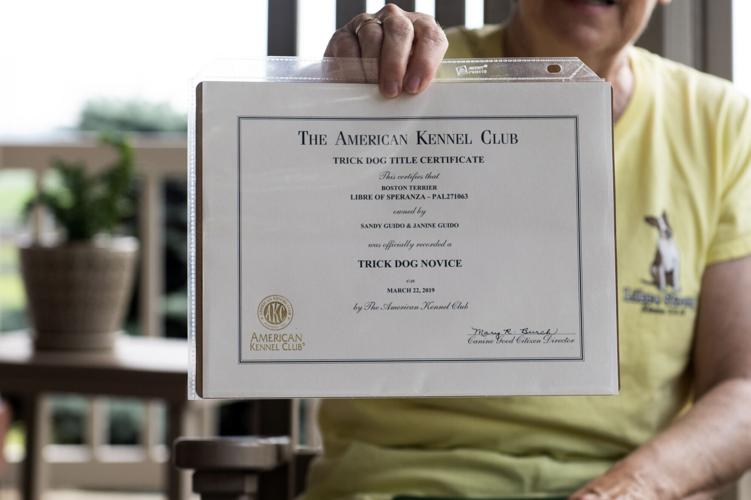 THE AMERICAN KENNEL CLUB
TRICK DOG TITLE CERTIFICATE
This certifies that
BOSTON TERRIER
LIBRE OF SPERANZA – PAL271063
owned by
SANDY GUIDO & JANINE GUIDO
was officially recorded a
TRICK DOG NOVICE
on
MARCH 22, 2019
by The American Kennel Club
AKC
AMERICAN
KENNEL CLUB®
Mary R. Burch
Canine Good Citizen Director